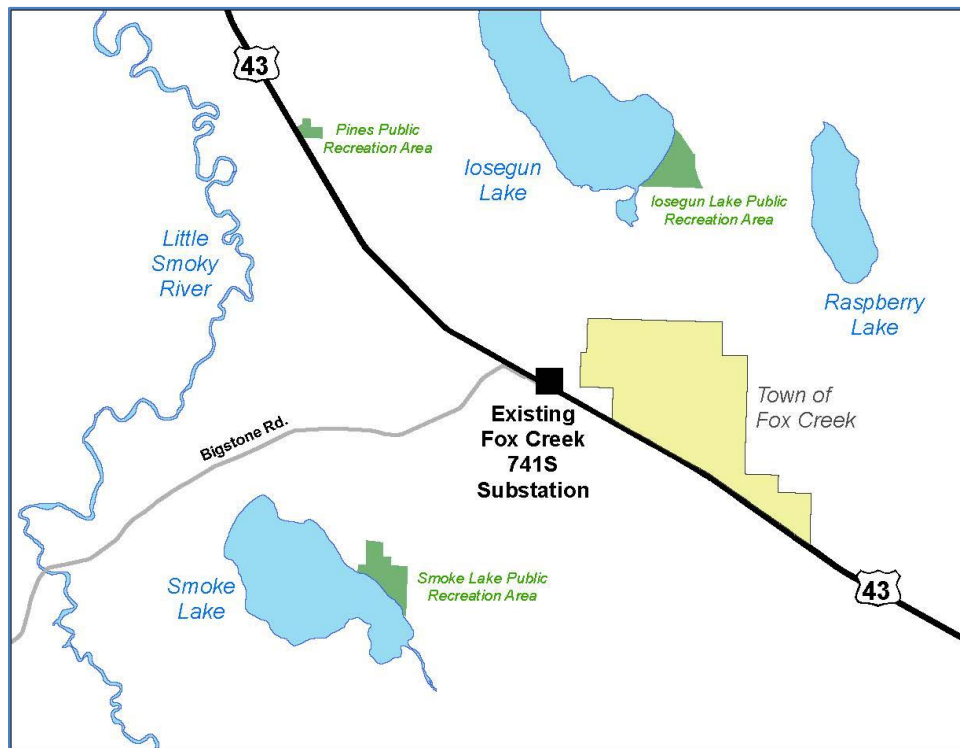 43
Pines Public
Recreation Area
Iosegun
Lake
Iosegun Lake Public
Recreation Area
Little
Smoky
River
Raspberry
Lake
Existing
Fox Creek
741S
Substation
Town of
Fox Creek
Bigstone Rd.
Smoke
Lake
Smoke Lake Public
Recreation Area
43